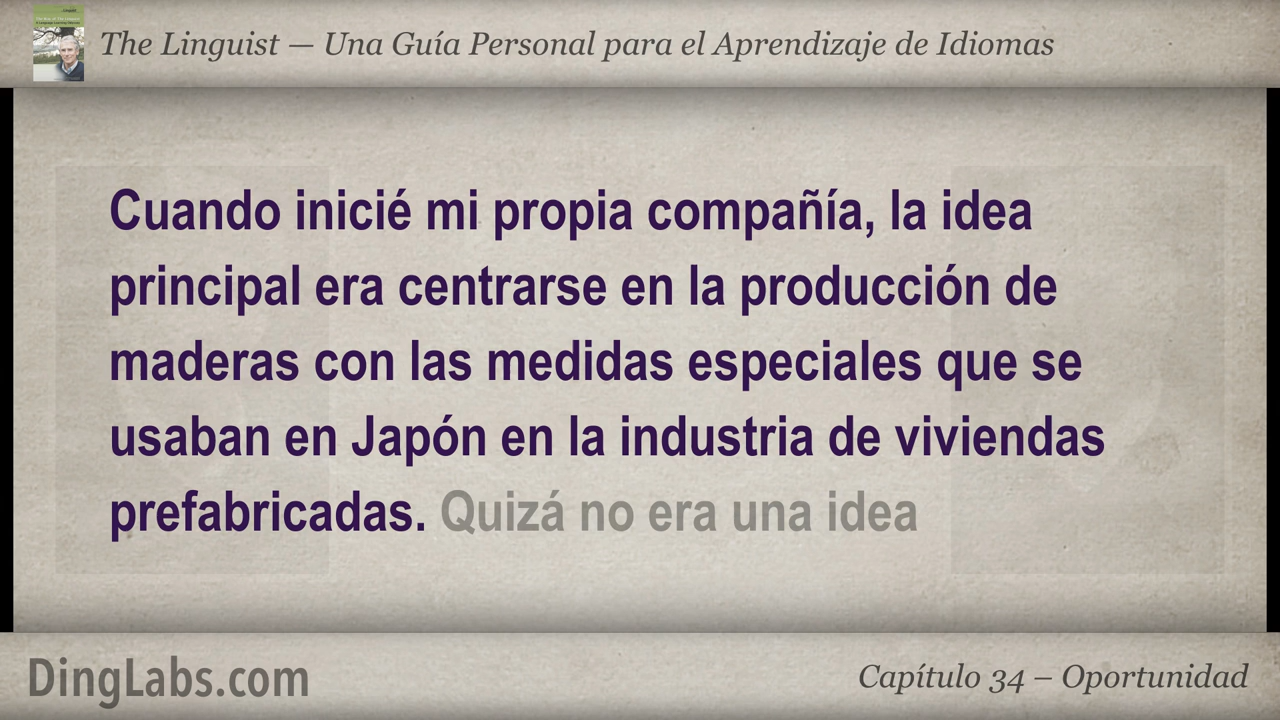 The Linguist — Una Guía Personal para el Aprendizaje de Idiomas
Cuando inicié mi propia compañía, la idea
principal era centrarse en la producción de
maderas con las medidas especiales que se
usaban en Japón en la industria de viviendas
prefabricadas. Quizá no era una idea
DingLabs.com
Capítulo 34 – Oportunidad